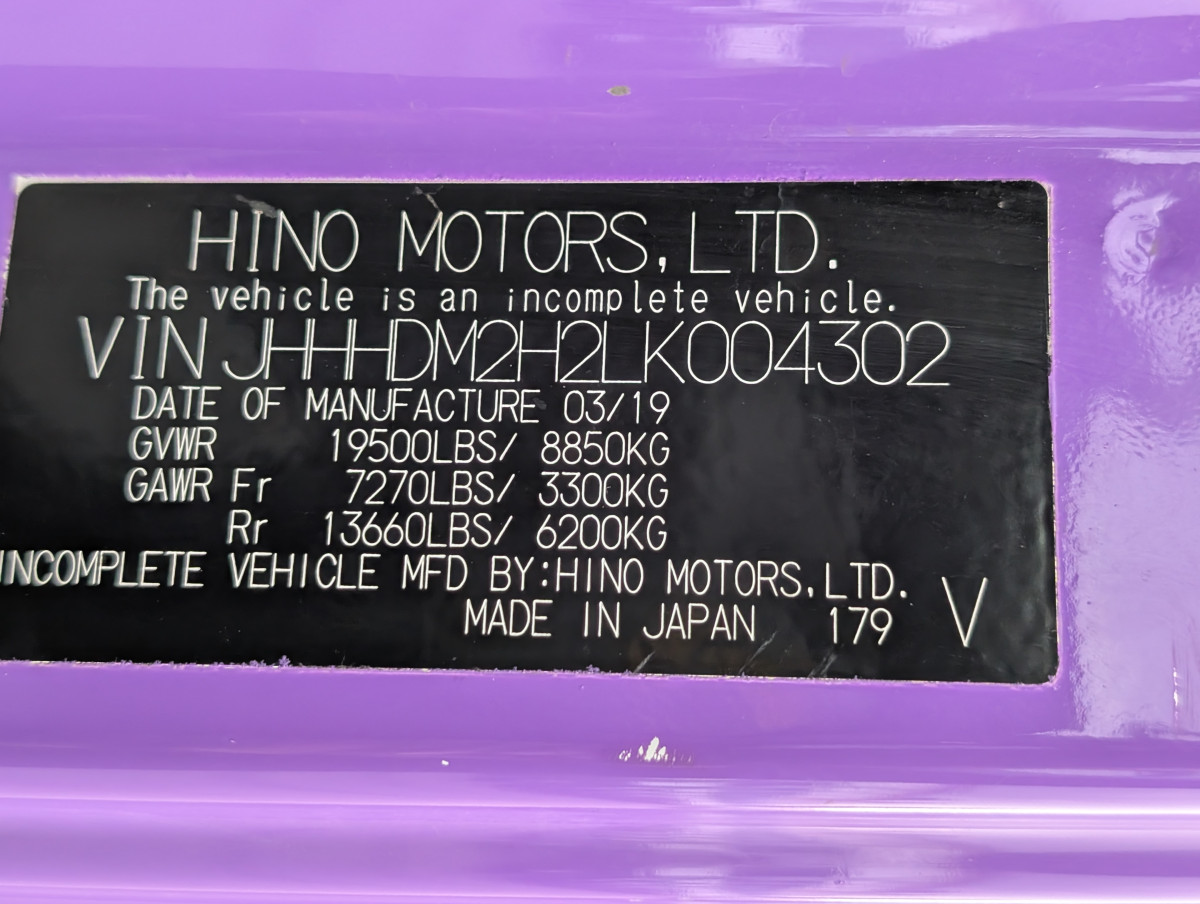 HINO MOTORS, LTD.
The vehicle is an incomplete vehicle.
VIN JHHHDM2H2LK004302
DATE OF MANUFACTURE 03/19
GVWR 19500LBS/ 8850KG
GAWR Fr 7270LBS/ 3300KG
Rr 13660LBS/ 6200KG
INCOMPLETE VEHICLE MFD BY:HINO MOTORS, LTD.
MADE IN JAPAN 179 V